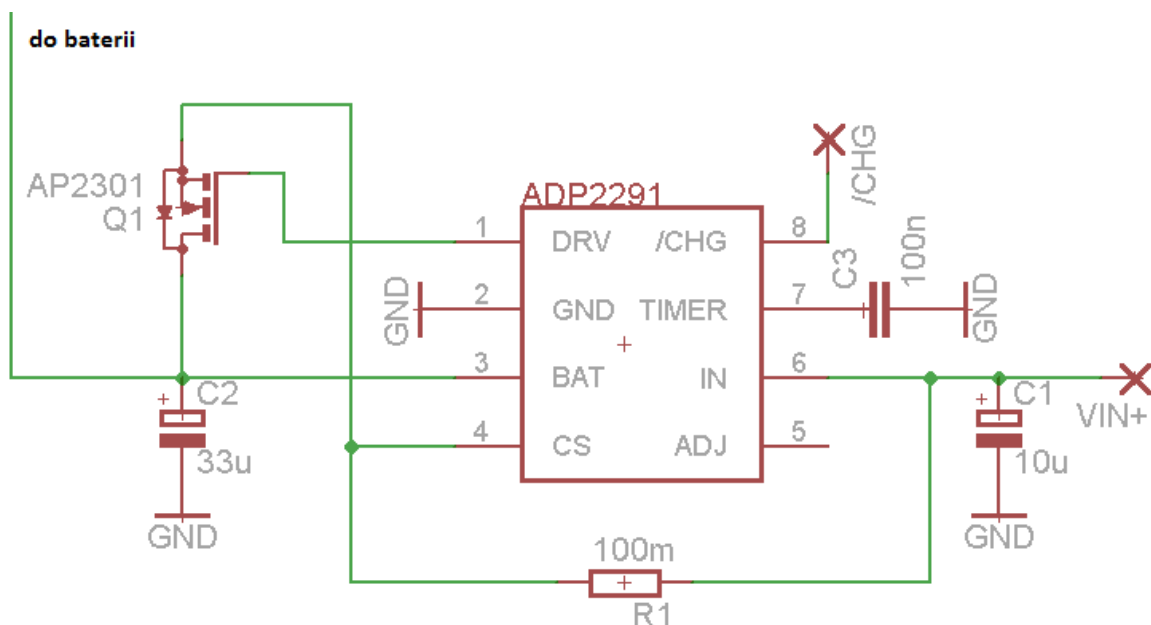 do baterii
AP2301
Q1
ADP2291
/CHG
1
DRV
/CHG
8
C3
100n
GND
2
GND
TIMER
7
GND
3
BAT
IN
6
C2
C1
VIN+
4
CS
ADJ
5
33u
10u
GND
GND
100m
R1